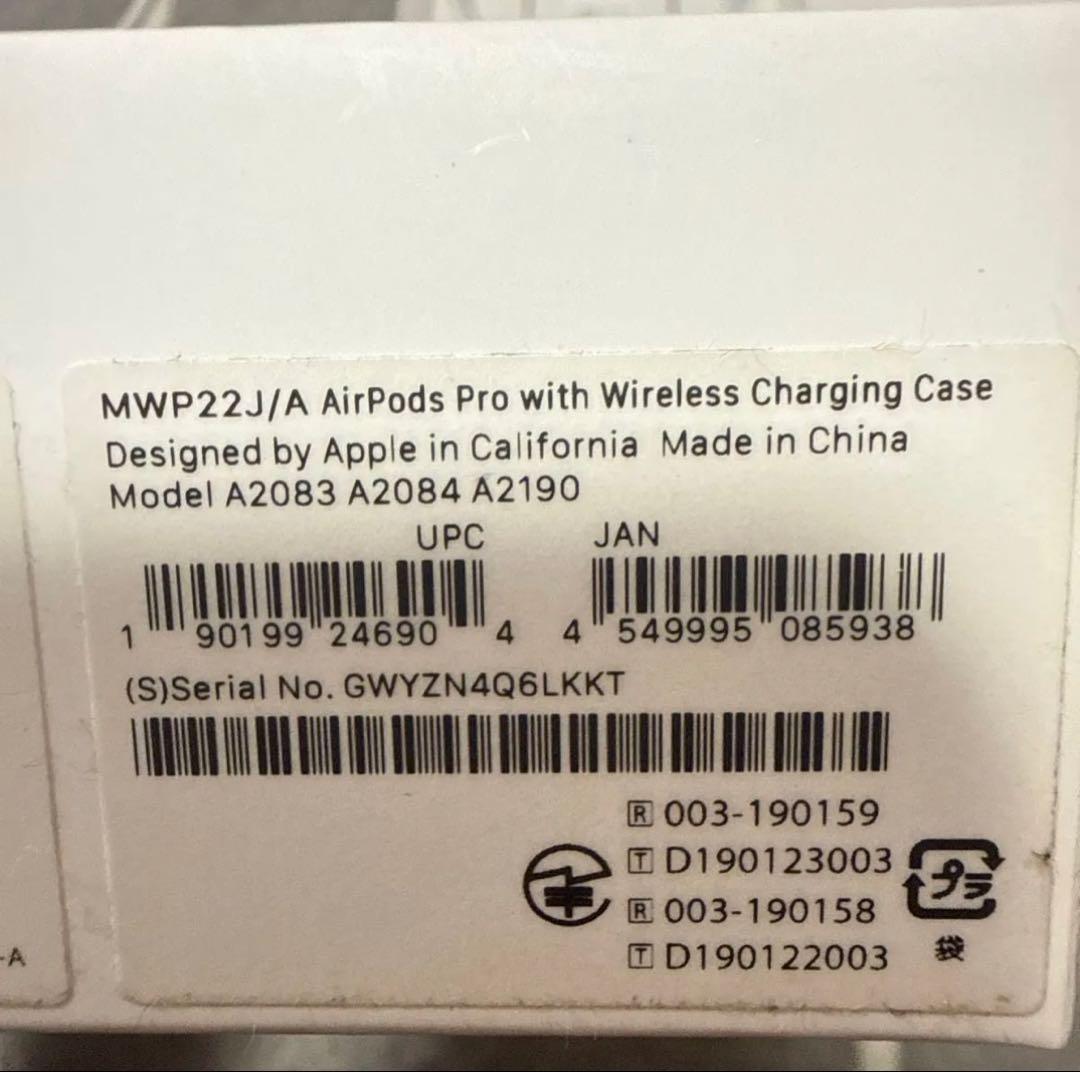 MWP22J/A AirPods Pro with Wireless Charging Case
Designed by Apple in California Made in China
Model A2083 A2084 A2190
UPC JAN
1 90199 24690 4 4 549995 085938
(S)Serial No. GWYZN4Q6LKKT
R 003-190159
T D190123003
R 003-190158
T D190122003
プラ
袋
-A